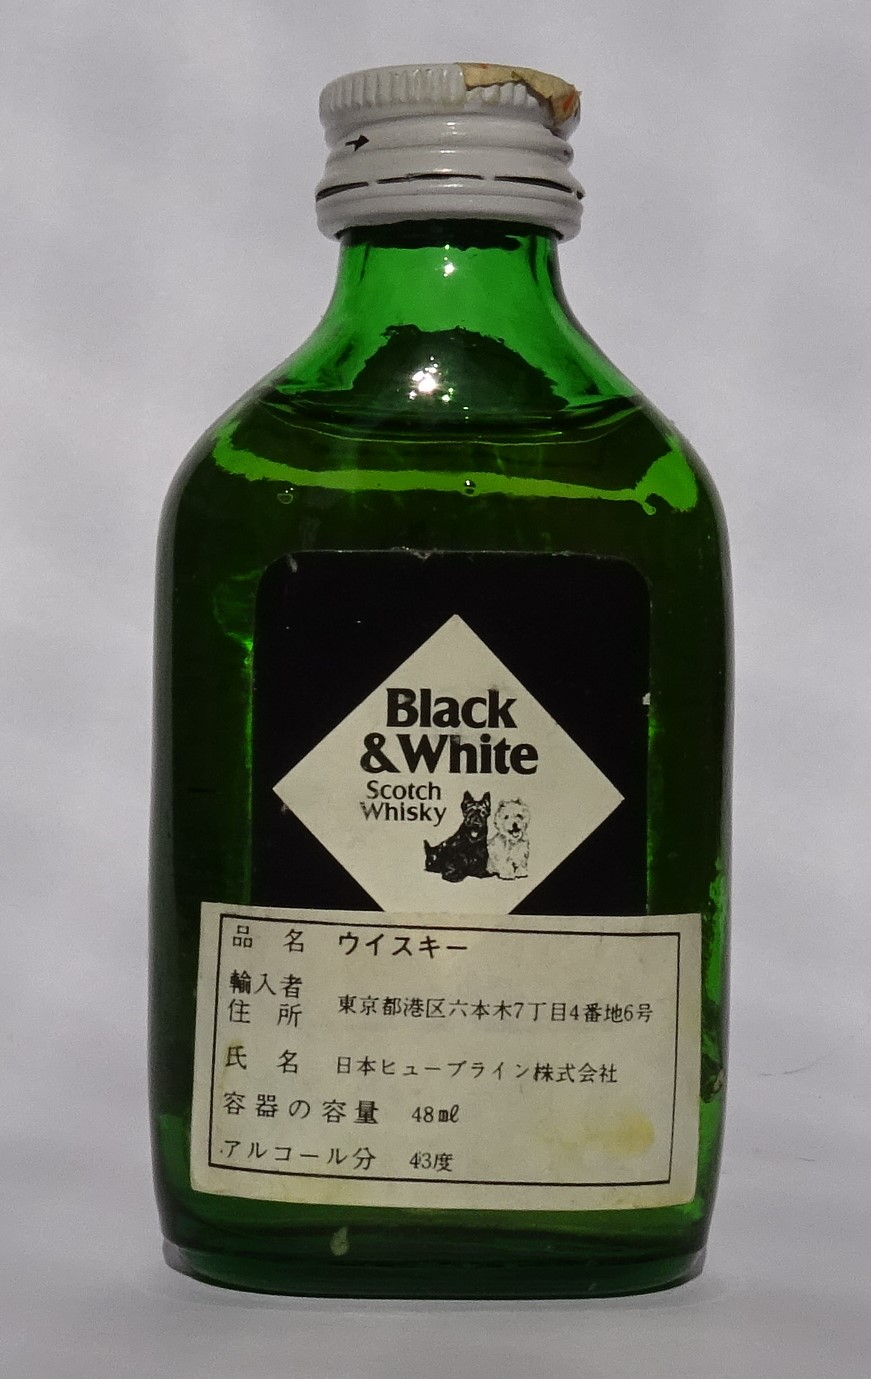 Black
&White
Scotch
Whisky
品名 ウイスキー
輸入者
住所 東京都港区六本木7丁目4番地6号
氏名 日本ヒューブライン株式会社
容器の容量 48㎖
アルコール分 43度